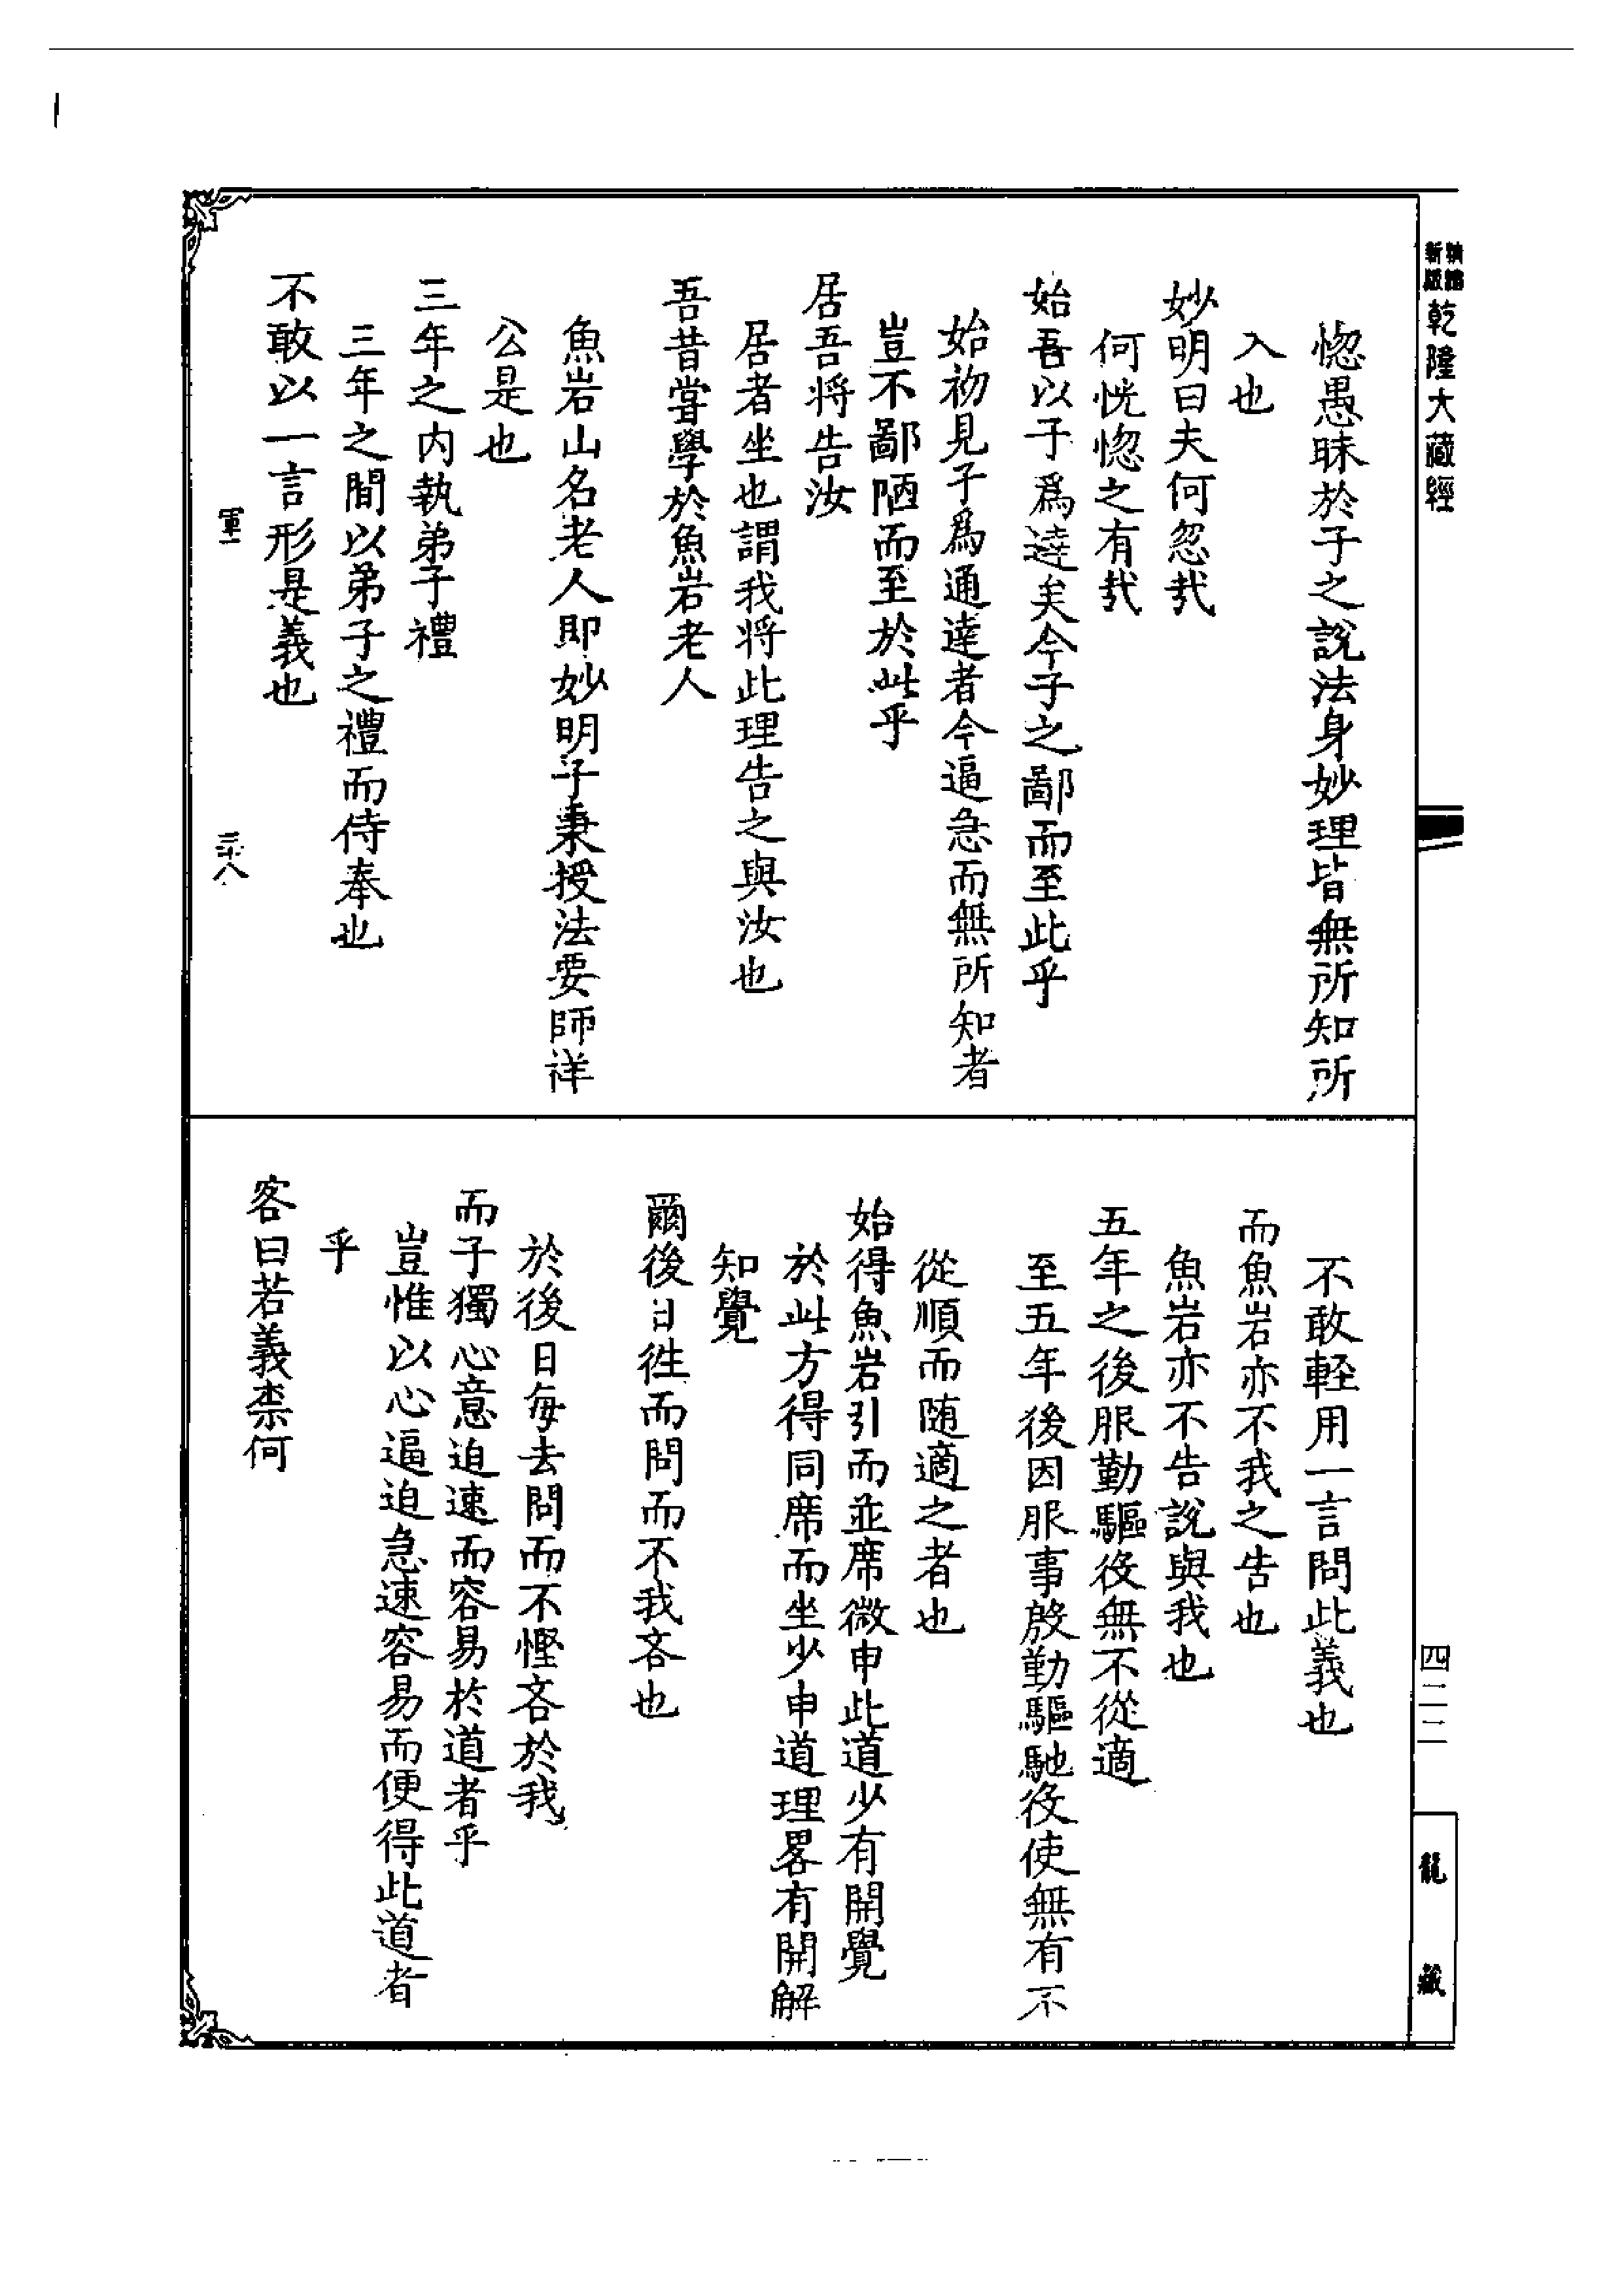 乾隆大藏經
惚愚昧於子之說法身妙理皆無所知所
入也
妙明曰夫何忽㦲
何恍惚之有㦲
始吾以子爲逹矣今子之鄙而至此乎
始初見子爲通逹者今逼急而無所知者
豈不鄙陋而至於此乎
居吾將告汝
居者坐也謂我將此理告之與汝也
吾昔甞學於魚岩老人
魚岩山名老人即妙明子秉授法要師祥
公是也
三年之内執弟子禮
三年之間以弟子之禮而侍奉也
不敢以一言形是義也
軍一
三十八
不敢輊用一言問此義也
而魚岩亦不我之告也
魚岩亦不告說與我也
五年之後服勤驅役無不從適
至五年後因服事慇勤驅馳役使無有不
從順而随適之者也
始得魚岩引而並席微申此道少有開覺
於此方得同席而坐少申道理畧有開解
知覺
爾後日徃而問而不我吝也
於後日每去問而不慳吝於我
而子獨心意迫速而容易於道者乎
豈惟以心逼迫急速容易而便得此道者
乎
客曰若義柰何
四二二
龍藏